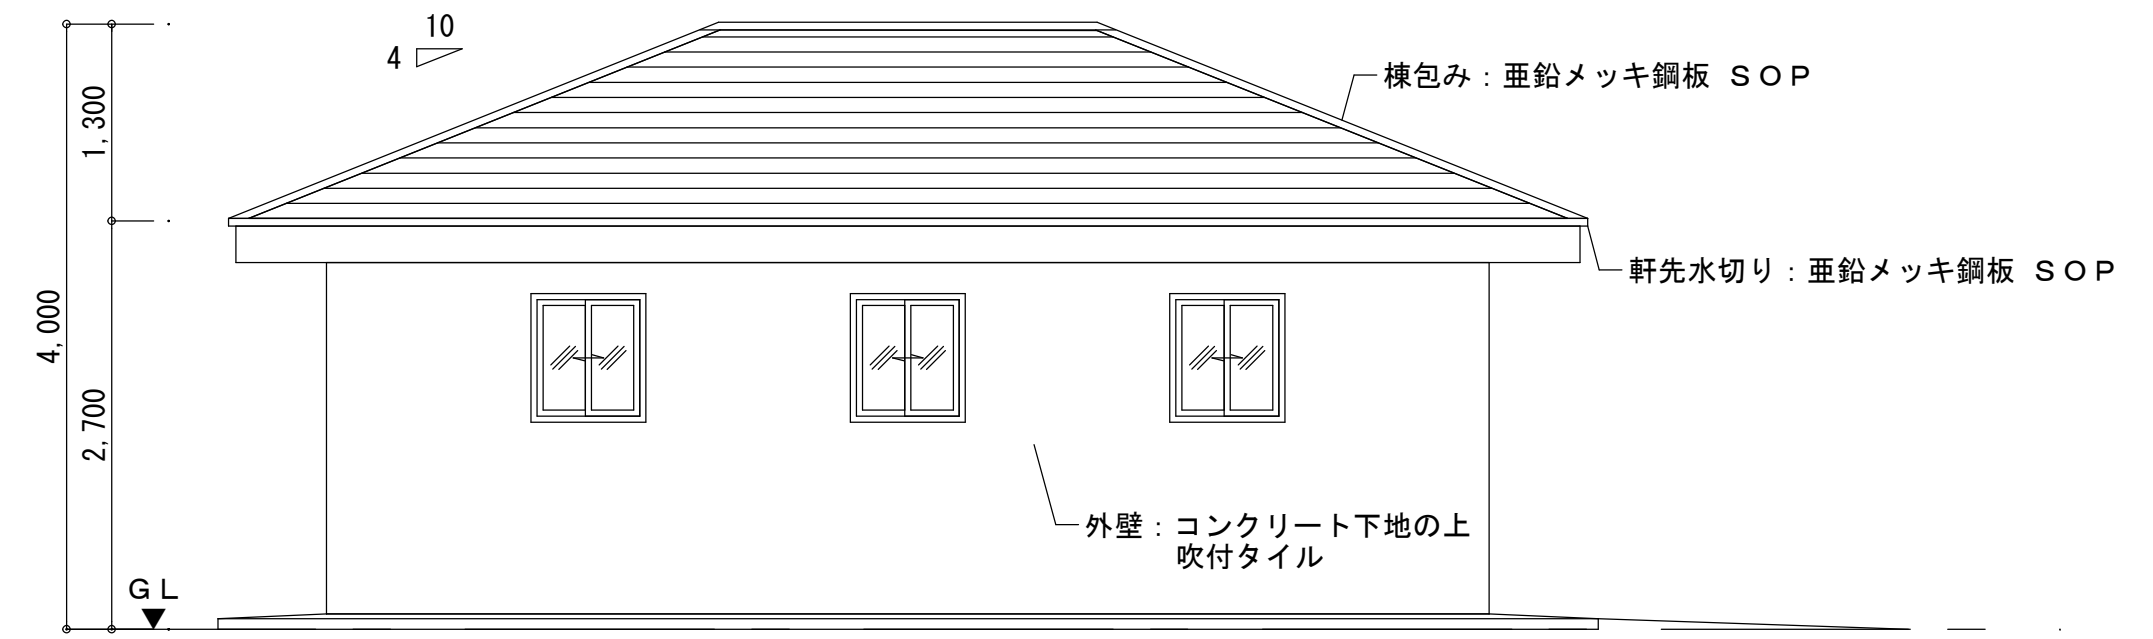 10
4
棟包み：亜鉛メッキ鋼板 ＳＯＰ
1,300
軒先水切り：亜鉛メッキ鋼板 ＳＯＰ
4,000
2,700
外壁：コンクリート下地の上
吹付タイル
ＧＬ